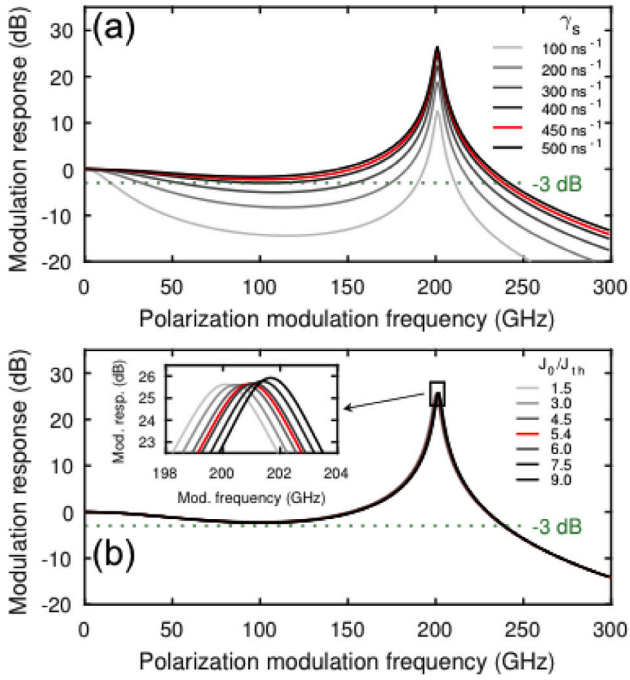 (a)
γs
100 ns-1
200 ns-1
300 ns-1
400 ns-1
450 ns-1
500 ns-1
-3 dB
Modulation response (dB)
30
20
10
0
-10
-20
0 50 100 150 200 250 300
Polarization modulation frequency (GHz)
(b)
J0/Jth
1.5
3.0
4.5
5.4
6.0
7.5
9.0
Mod. resp. (dB)
26
25
24
23
198 200 202 204
Mod. frequency (GHz)
-3 dB
Modulation response (dB)
30
20
10
0
-10
-20
0 50 100 150 200 250 300
Polarization modulation frequency (GHz)